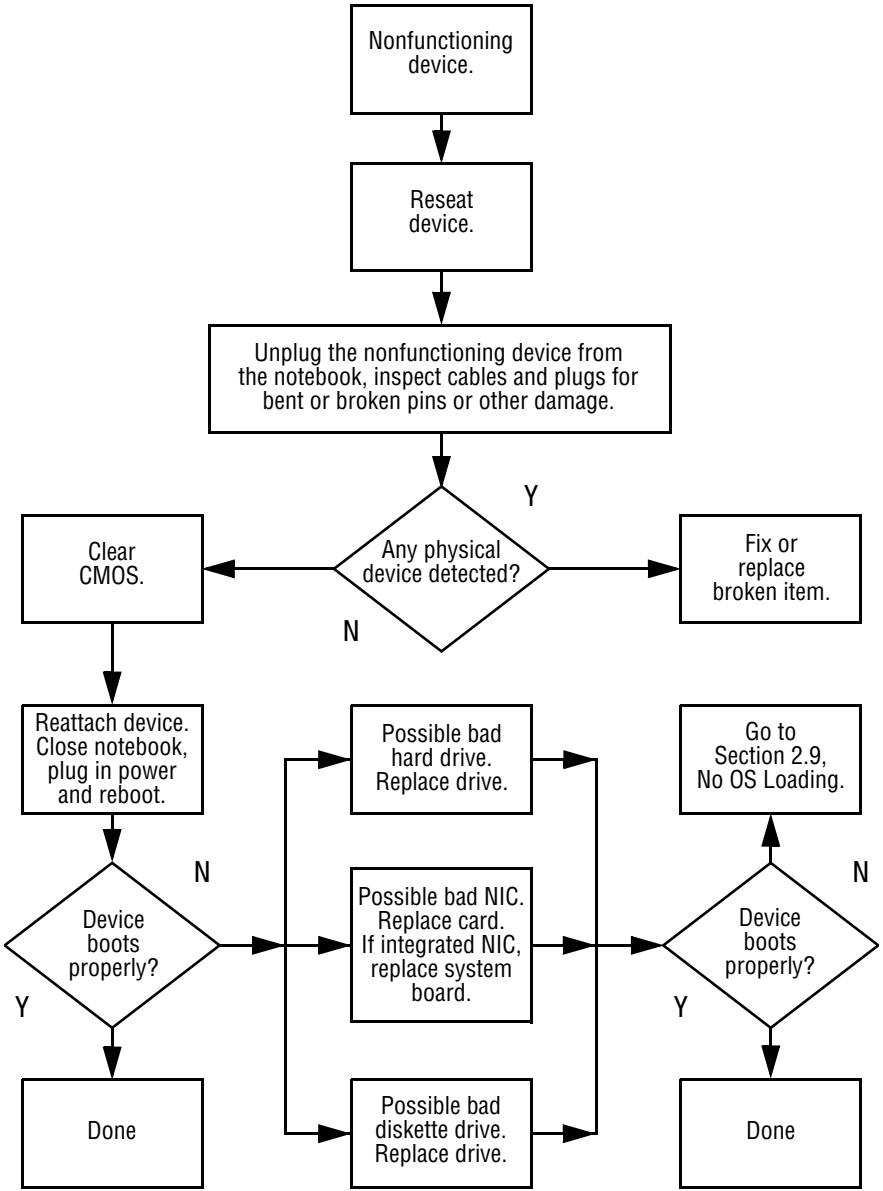 Nonfunctioning
device.
Reseat
device.
Unplug the nonfunctioning device from
the notebook, inspect cables and plugs for
bent or broken pins or other damage.
Y
Clear
CMOS.
Any physical
device detected?
Fix or
replace
broken item.
N
Reattach device.
Close notebook,
plug in power
and reboot.
Possible bad
hard drive.
Replace drive.
Go to
Section 2.9,
No OS Loading.
N
N
Device
boots
properly?
Possible bad NIC.
Replace card.
If integrated NIC,
replace system
board.
Device
boots
properly?
Y
Y
Done
Possible bad
diskette drive.
Replace drive.
Done